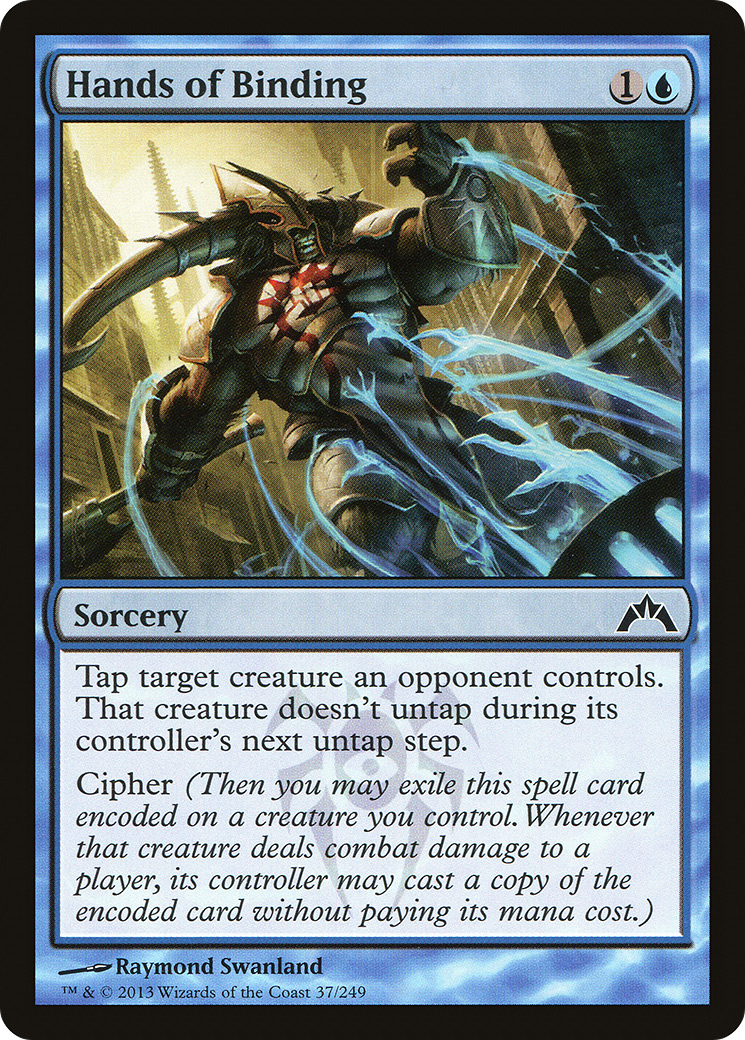 Hands of Binding
1
Sorcery
Tap target creature an opponent controls.
That creature doesn't untap during its
controller's next untap step.
Cipher (Then you may exile this spell card
encoded on a creature you control. Whenever
that creature deals combat damage to a
player, its controller may cast a copy of the
encoded card without paying its mana cost.)
Raymond Swanland
™ & © 2013 Wizards of the Coast 37/249